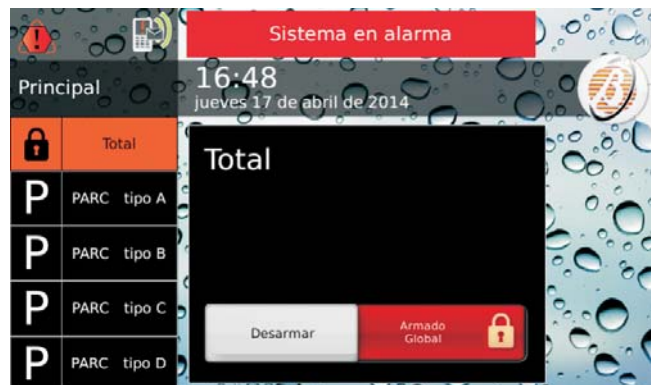 Sistema en alarma
Principal
16:48
jueves 17 de abril de 2014
Total
Total
P PARC tipo A
P PARC tipo B
P PARC tipo C
P PARC tipo D
Desarmar
Armado
Global